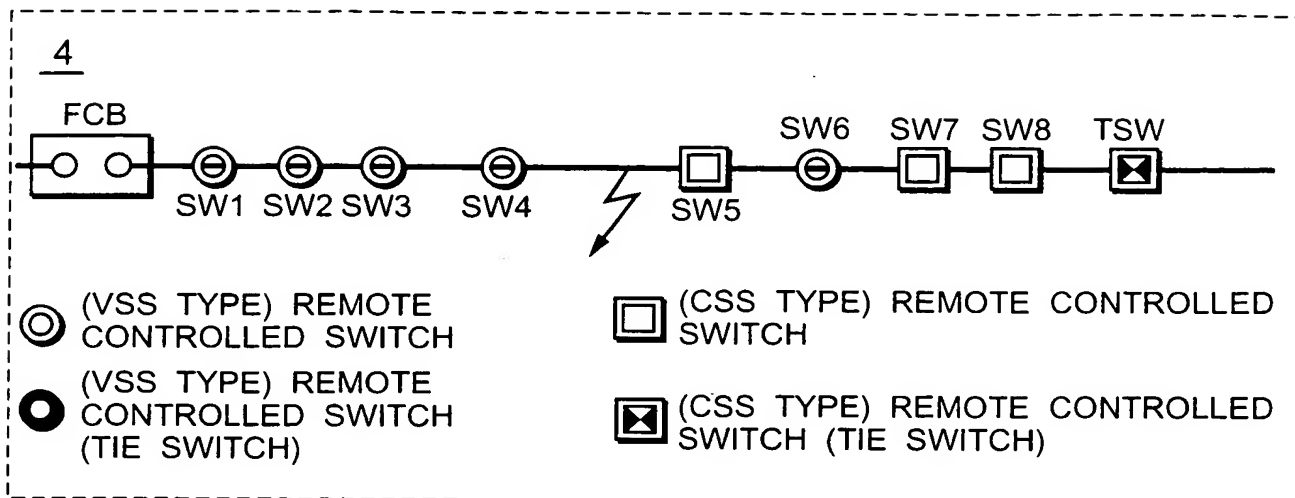 4
FCB
SW1 SW2 SW3 SW4
SW5
SW6
SW7
SW8
TSW
(VSS TYPE) REMOTE
CONTROLLED SWITCH
(VSS TYPE) REMOTE
CONTROLLED SWITCH
(TIE SWITCH)
(CSS TYPE) REMOTE CONTROLLED
SWITCH
(CSS TYPE) REMOTE CONTROLLED
SWITCH (TIE SWITCH)